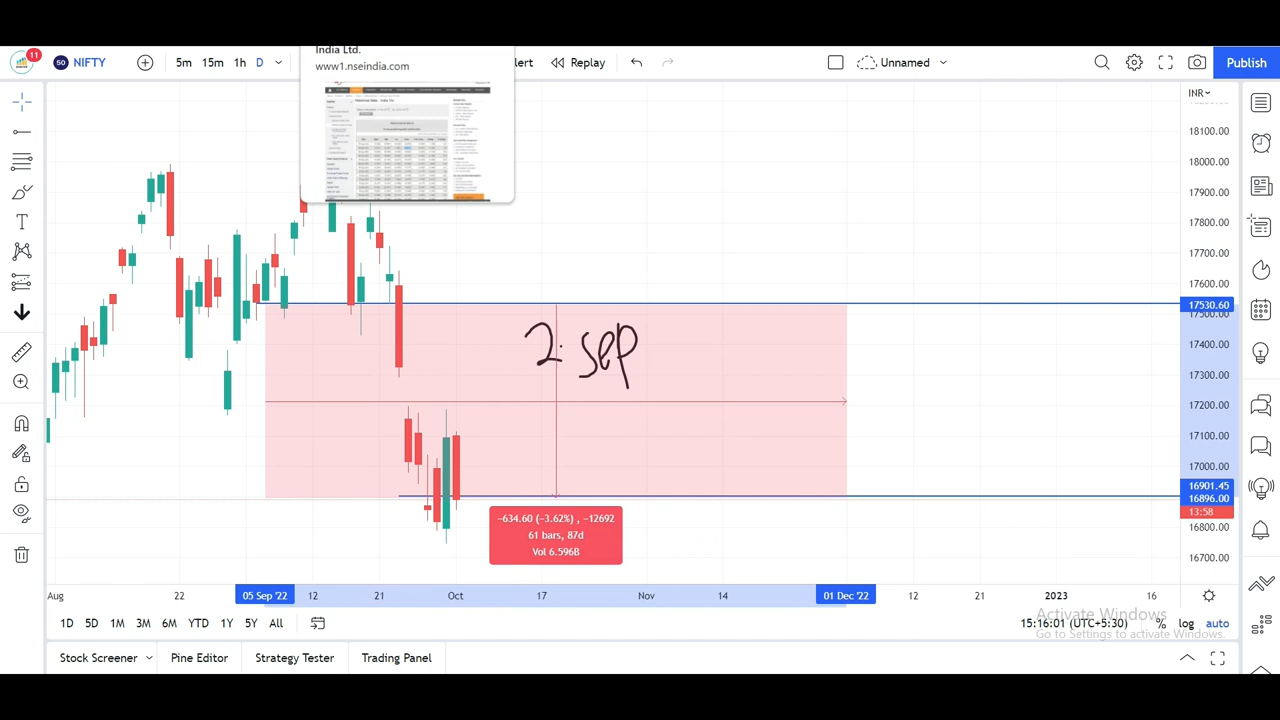 India Ltd.
www1.nseindia.com
11
50 NIFTY
5m 15m 1h D
lert
Replay
Unnamed
Publish
INR
18000.00
17800.00
17700.00
17600.00
17530.60
17500.00
17400.00
17300.00
17200.00
17100.00
17000.00
16901.45
16896.00
13:58
16800.00
16700.00
2 sep
−634.60 (−3.62%) , −12692
61 bars, 87d
Vol 6.596B
Aug 22 05 Sep '22 12 21 Oct 17 Nov 14 01 Dec '22 12 2023 16
Activate Windows
1D 5D 1M 3M 6M YTD 1Y 5Y All
15:16:01 (UTC+5:30) % log auto
Go to Settings to activate Windows.
Stock Screener Pine Editor Strategy Tester Trading Panel